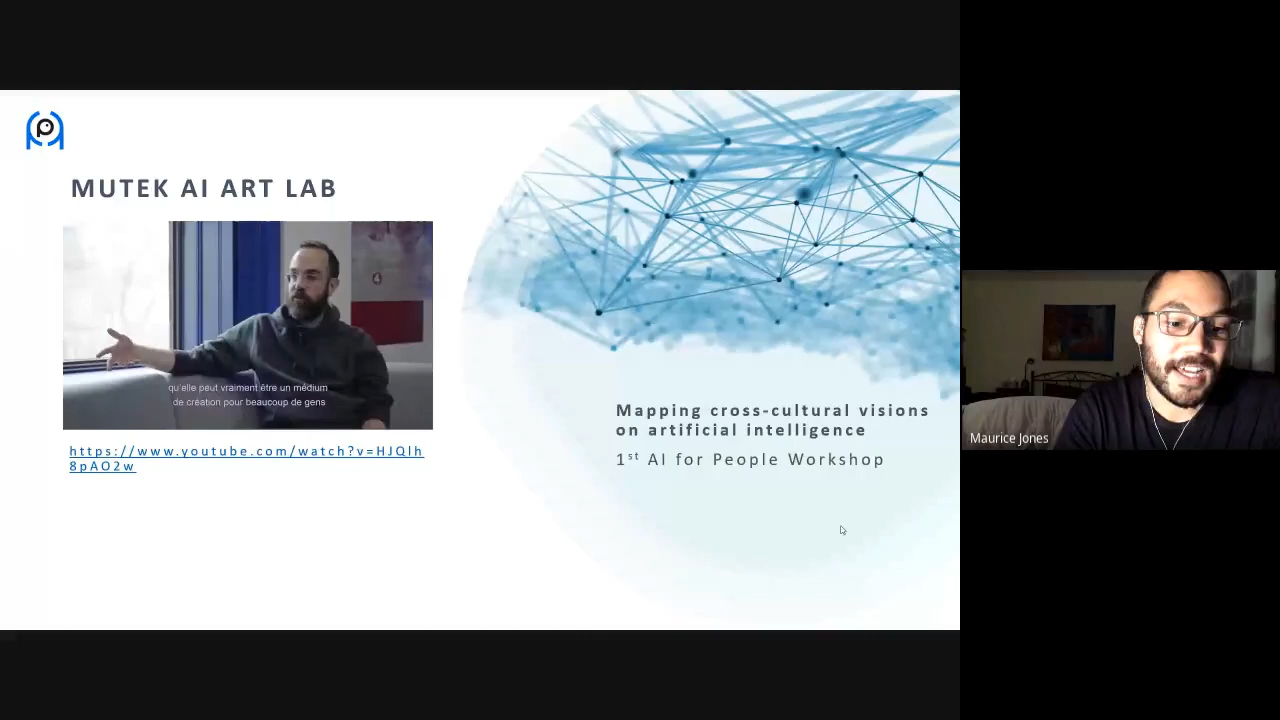 MUTEK AI ART LAB
qu'elle peut vraiment être un médium
de création pour beaucoup de gens
https://www.youtube.com/watch?v=HJQlh
8pAO2w
Mapping cross-cultural visions
on artificial intelligence
1st AI for People Workshop
Maurice Jones